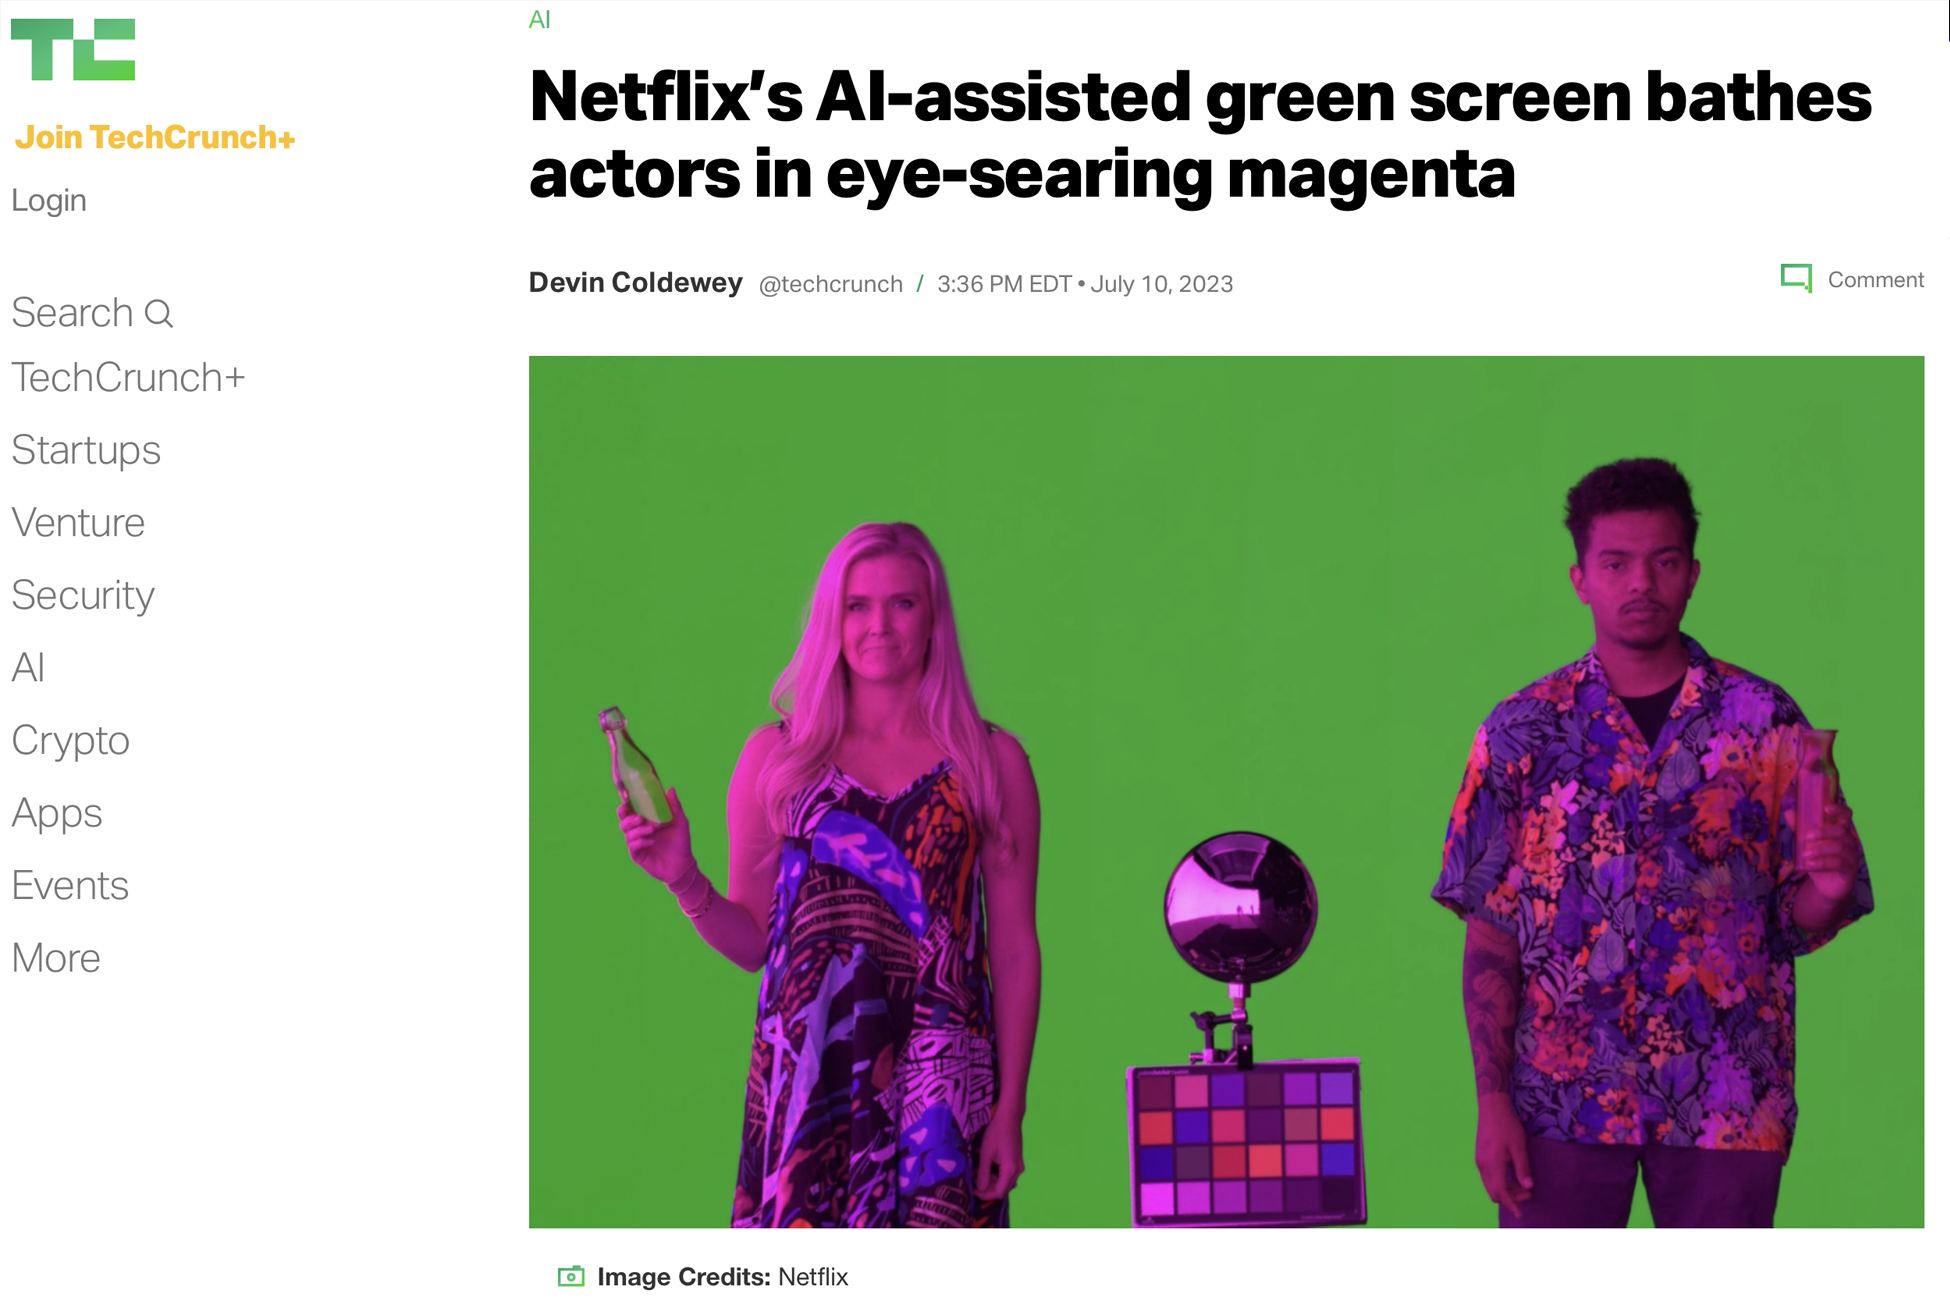 TC
Join TechCrunch+
Login
Search
TechCrunch+
Startups
Venture
Security
AI
Crypto
Apps
Events
More
AI
Netflix’s AI-assisted green screen bathes
actors in eye-searing magenta
Devin Coldewey @techcrunch / 3:36 PM EDT • July 10, 2023
Comment
Image Credits: Netflix